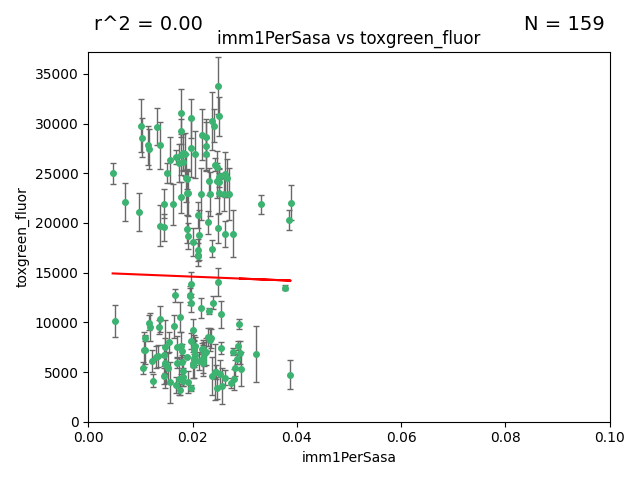 r^2 = 0.00
N = 159
imm1PerSasa vs toxgreen_fluor
35000
30000
25000
20000
15000
10000
5000
0
toxgreen_fluor
0.00
0.02
0.04
0.06
0.08
0.10
imm1PerSasa